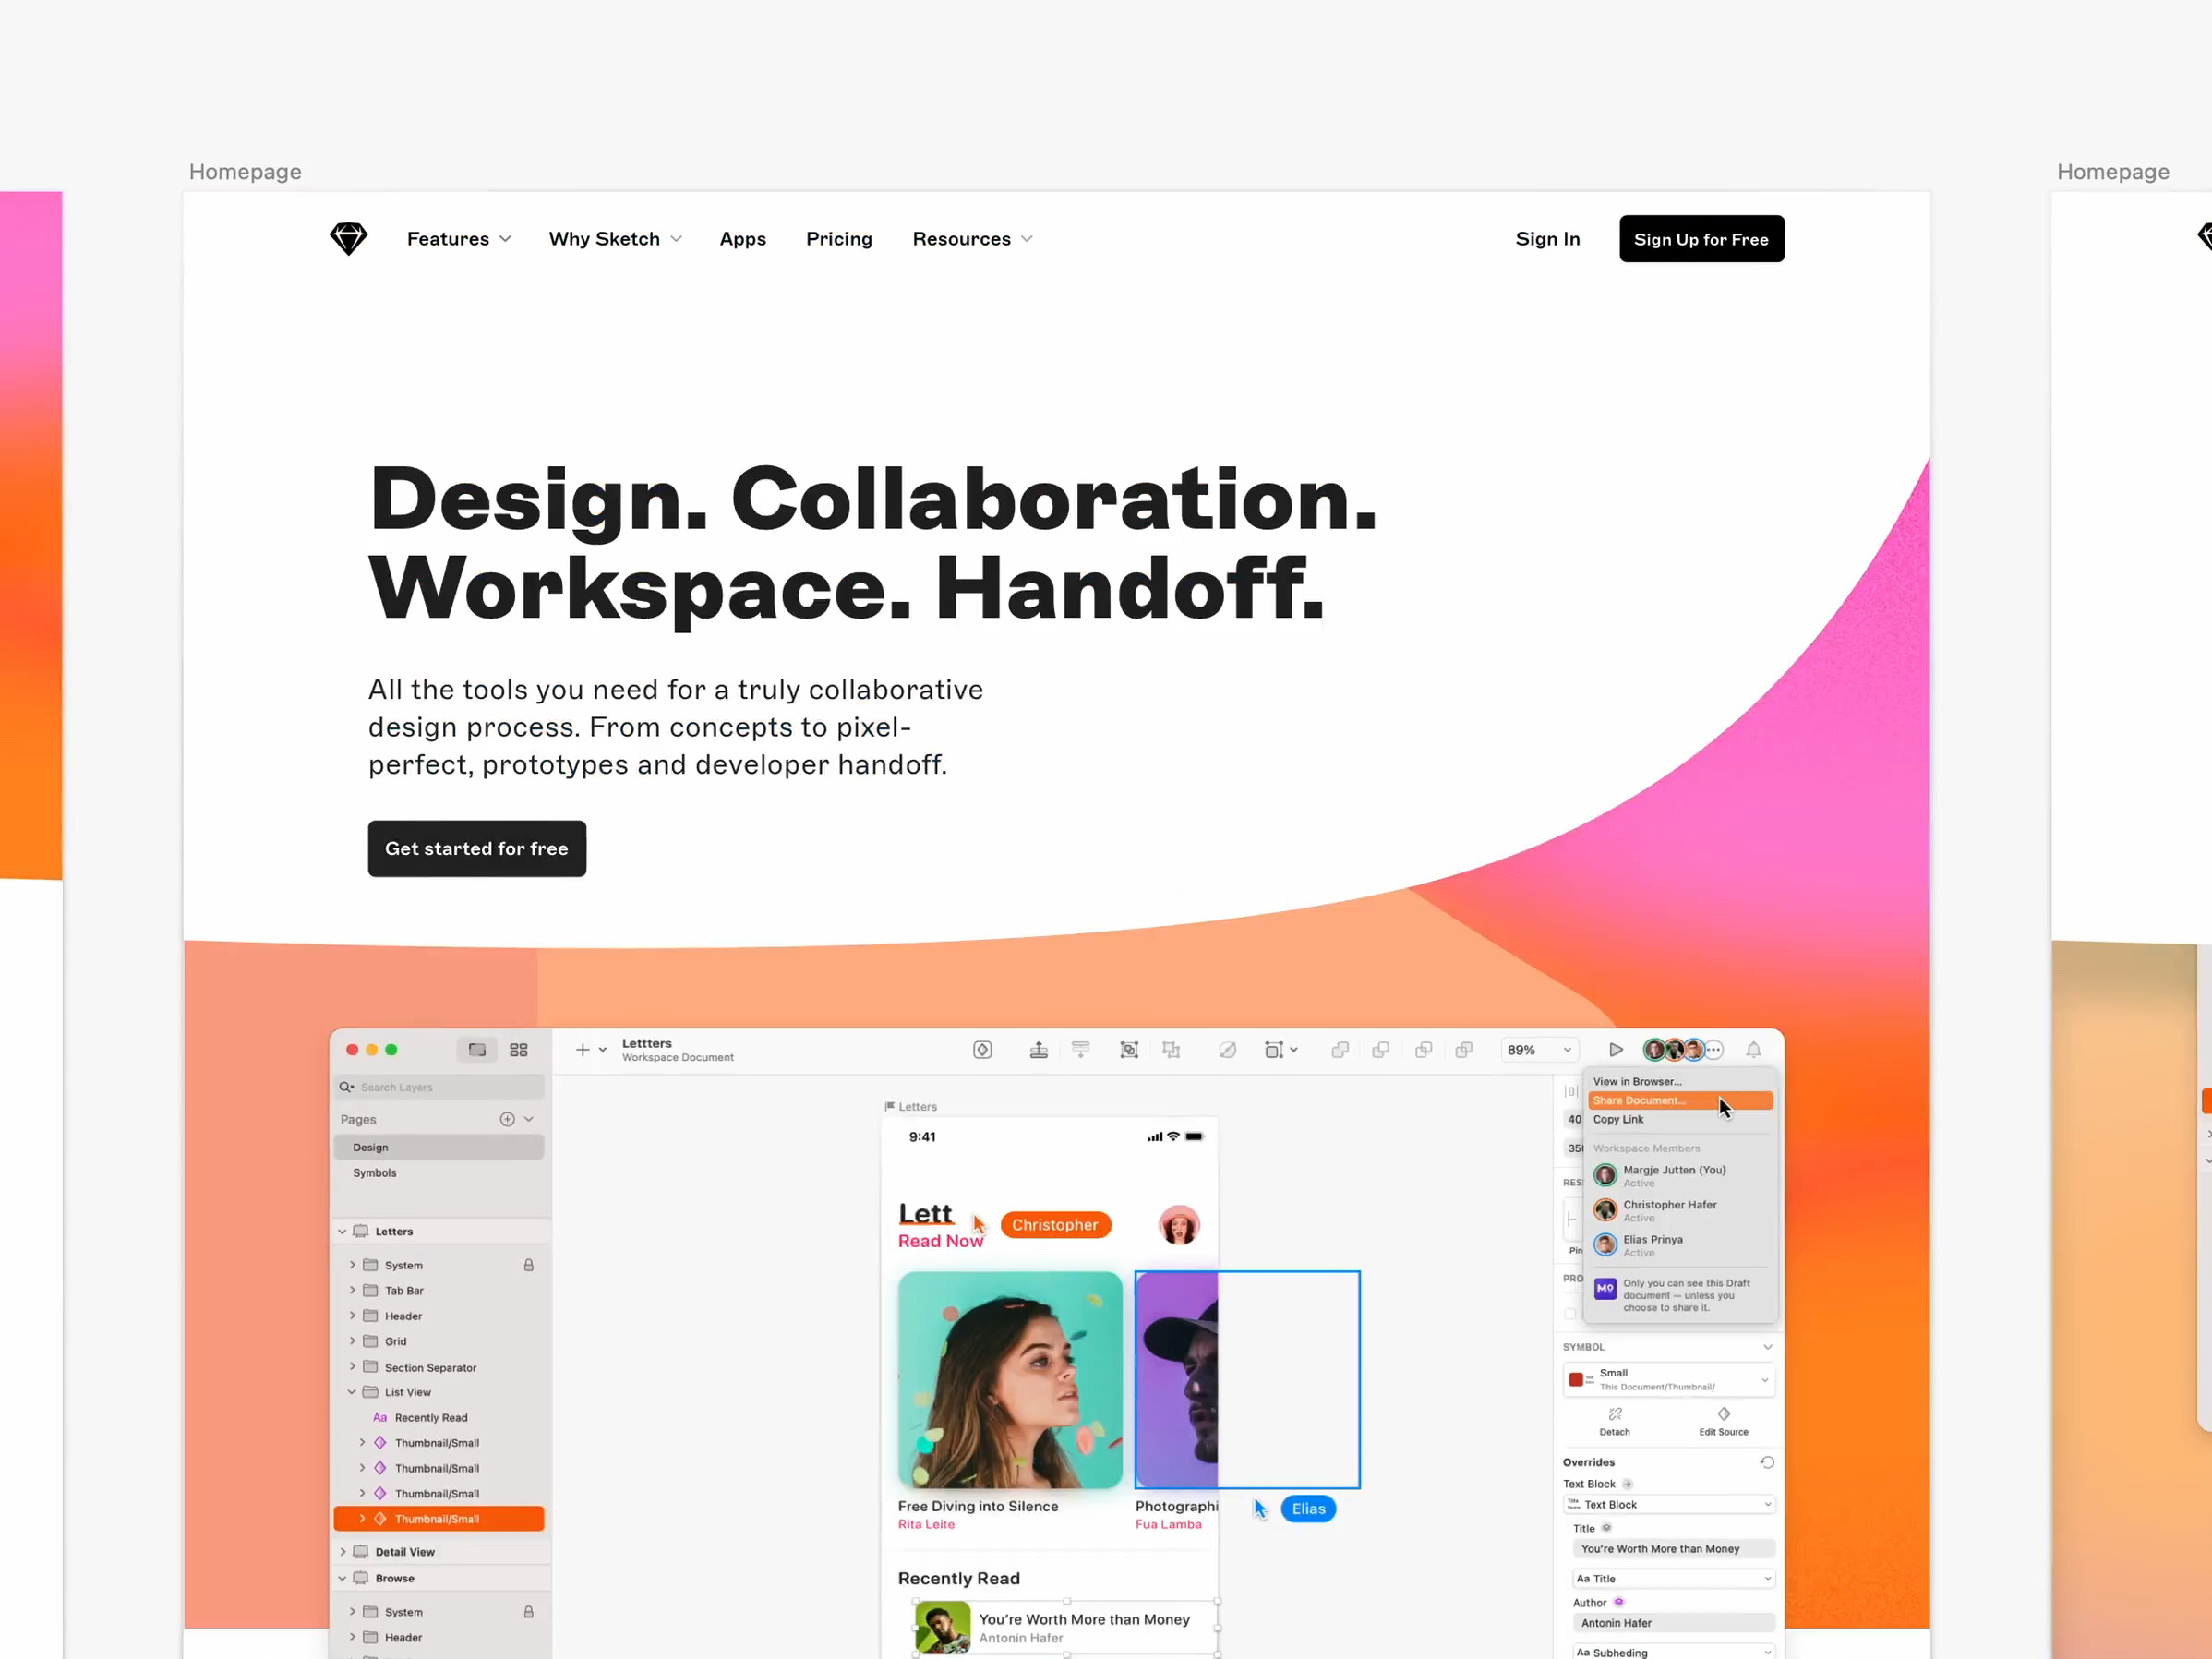 Homepage
Homepage
Features
Why Sketch
Apps
Pricing
Resources
Sign In
Sign Up for Free
Design. Collaboration.
Workspace. Handoff.
All the tools you need for a truly collaborative
design process. From concepts to pixel-
perfect, prototypes and developer handoff.
Get started for free
Lettters
Workspace Document
89%
Search Layers
Pages
Design
Symbols
Letters
System
Tab Bar
Header
Grid
Section Separator
List View
Aa Recently Read
Thumbnail/Small
Thumbnail/Small
Thumbnail/Small
Thumbnail/Small
Detail View
Browse
System
Header
Letters
9:41
Lett
Christopher
Read Now
Free Diving into Silence
Rita Leite
Photographi
Fua Lamba
Elias
Recently Read
You're Worth More than Money
Antonin Hafer
View in Browser...
Share Document...
Copy Link
Workspace Members
Margje Jutten (You)
Active
Christopher Hafer
Active
Elias Prinya
Active
Only you can see this Draft
document — unless you
choose to share it.
40
35
RES
Pin
PRO
SYMBOL
Small
This Document/Thumbnail/
Detach
Edit Source
Overrides
Text Block
Text Block
Title
You're Worth More than Money
Aa Title
Author
Antonin Hafer
Aa Subheding